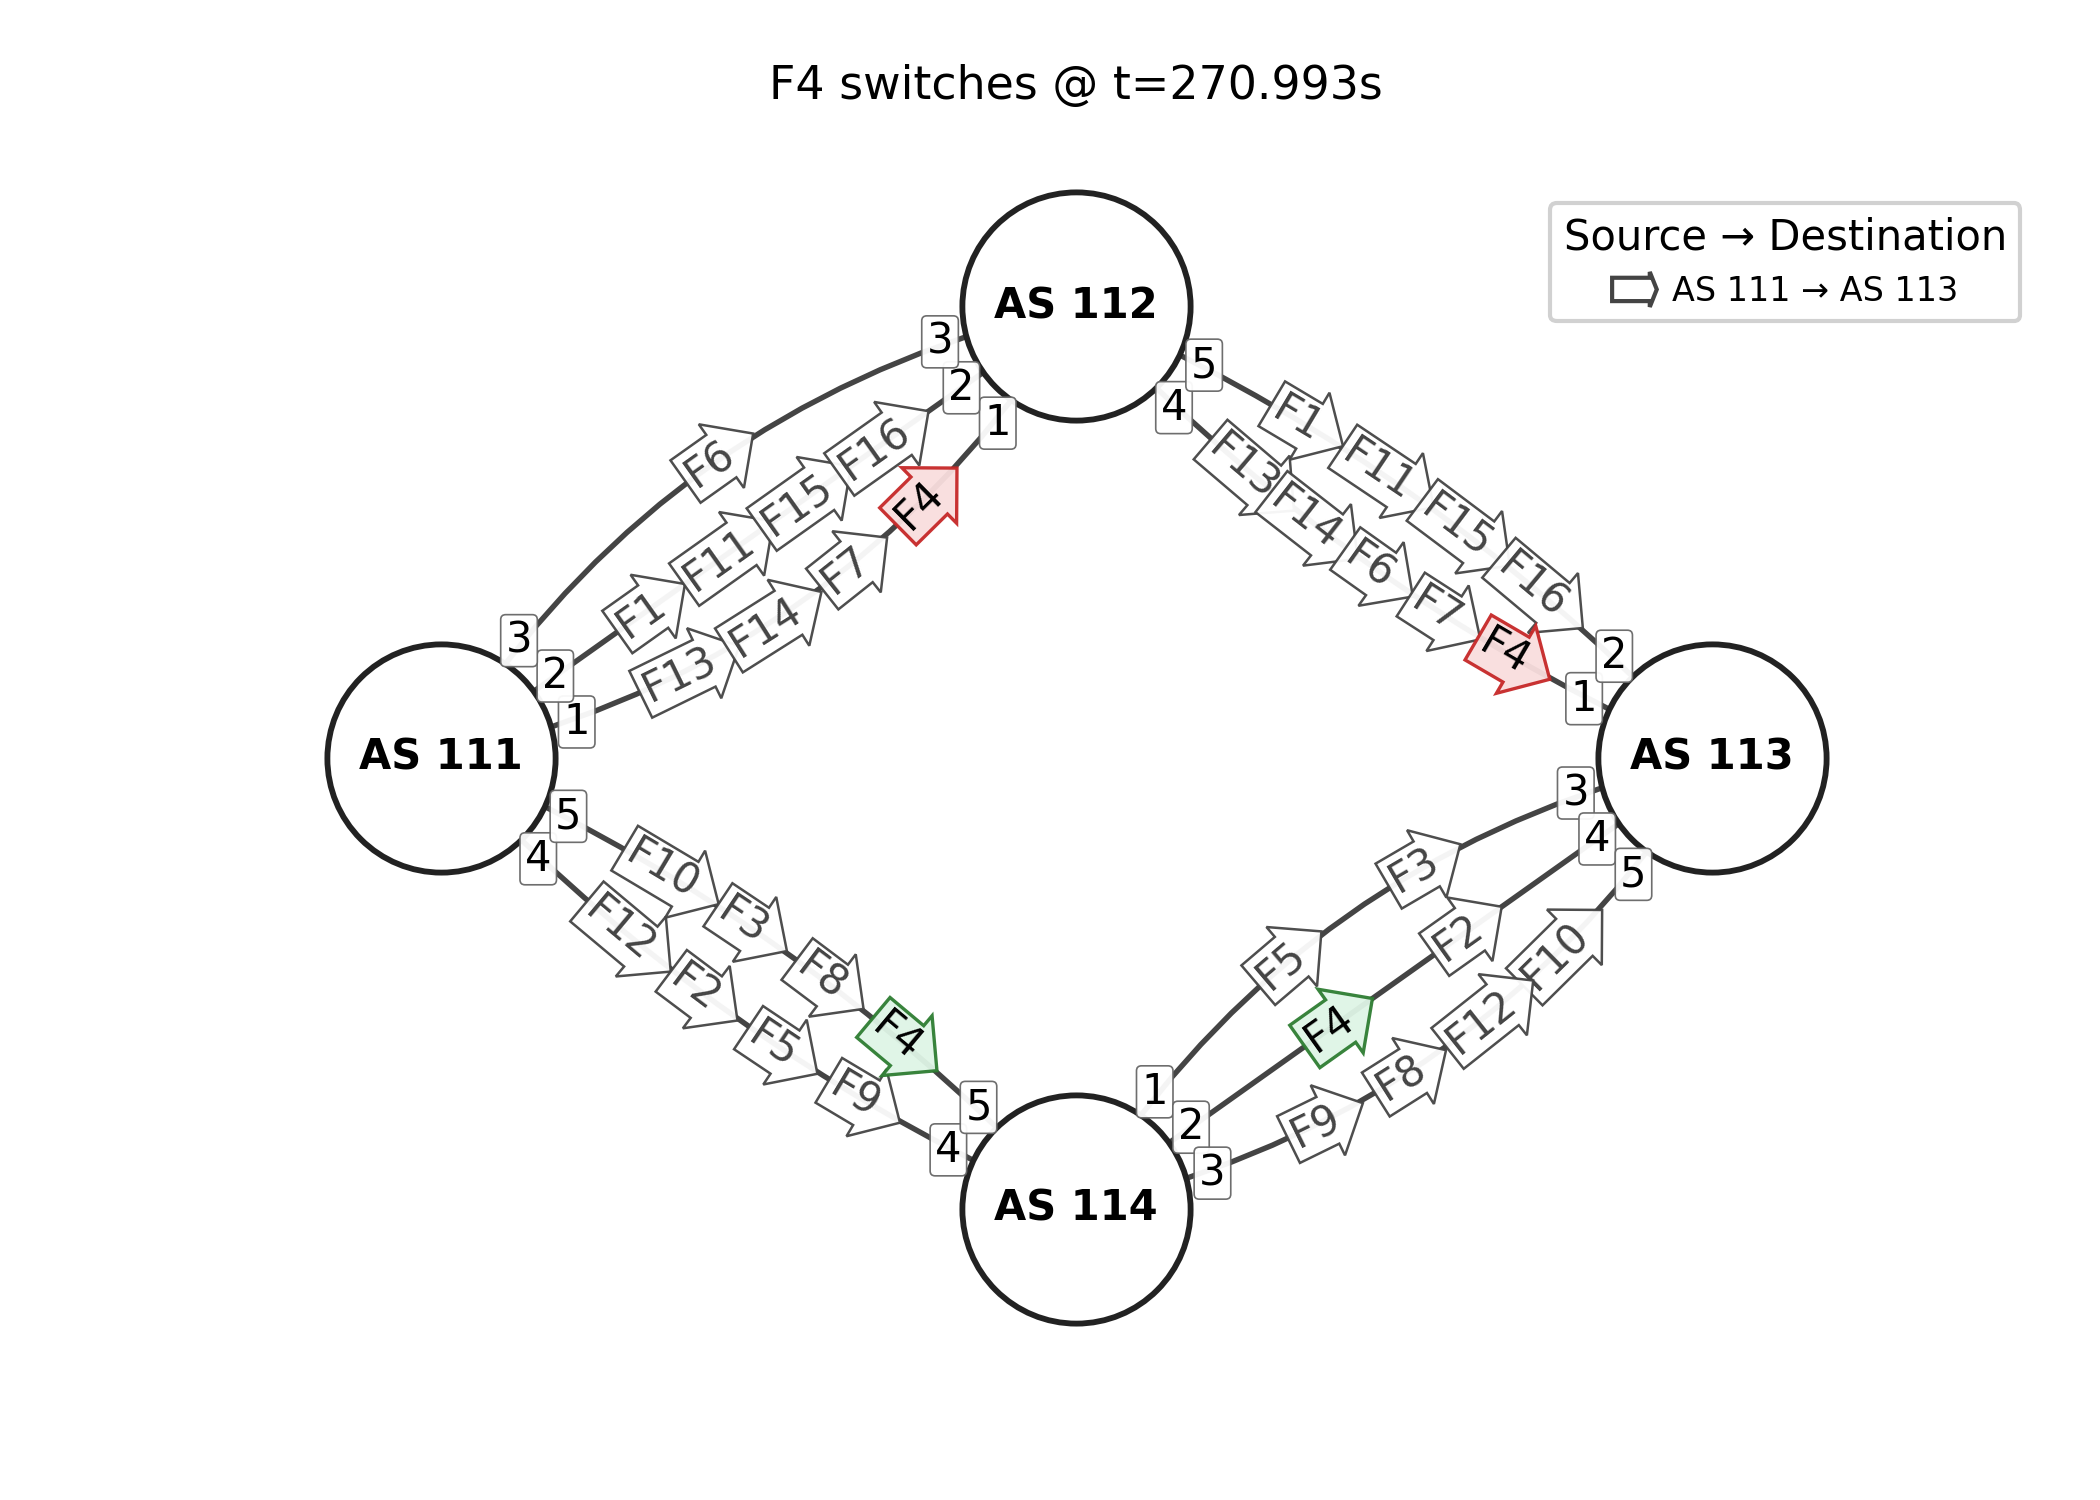 F4 switches @ t=270.993s
Source → Destination
AS 111 → AS 113
AS 112
3
2
1
5
4
F6
F16
F15
F11
F1
F4
F7
F14
F13
F1
F11
F15
F16
F13
F14
F6
F7
F4
3
2
1
2
1
AS 111
AS 113
5
4
3
4
5
F10
F3
F8
F4
F12
F2
F5
F9
F3
F5
F2
F4
F10
F12
F8
F9
5
4
1
2
3
AS 114